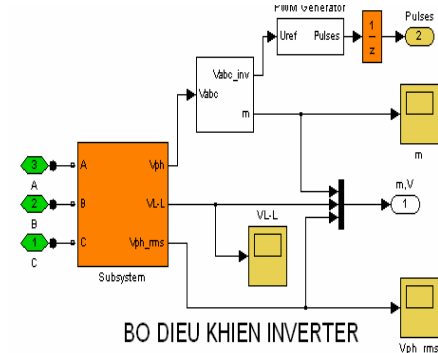 PWM Generator
Pulses
Uref
Pulses
1
z
2
Vabc_inv
Vabc
m
m
3
A
Vph
A
m,V
2
B
VL-L
1
B
VL-L
1
C
Vph_rms
C
Subsystem
BO DIEU KHIEN INVERTER
Vph_rms